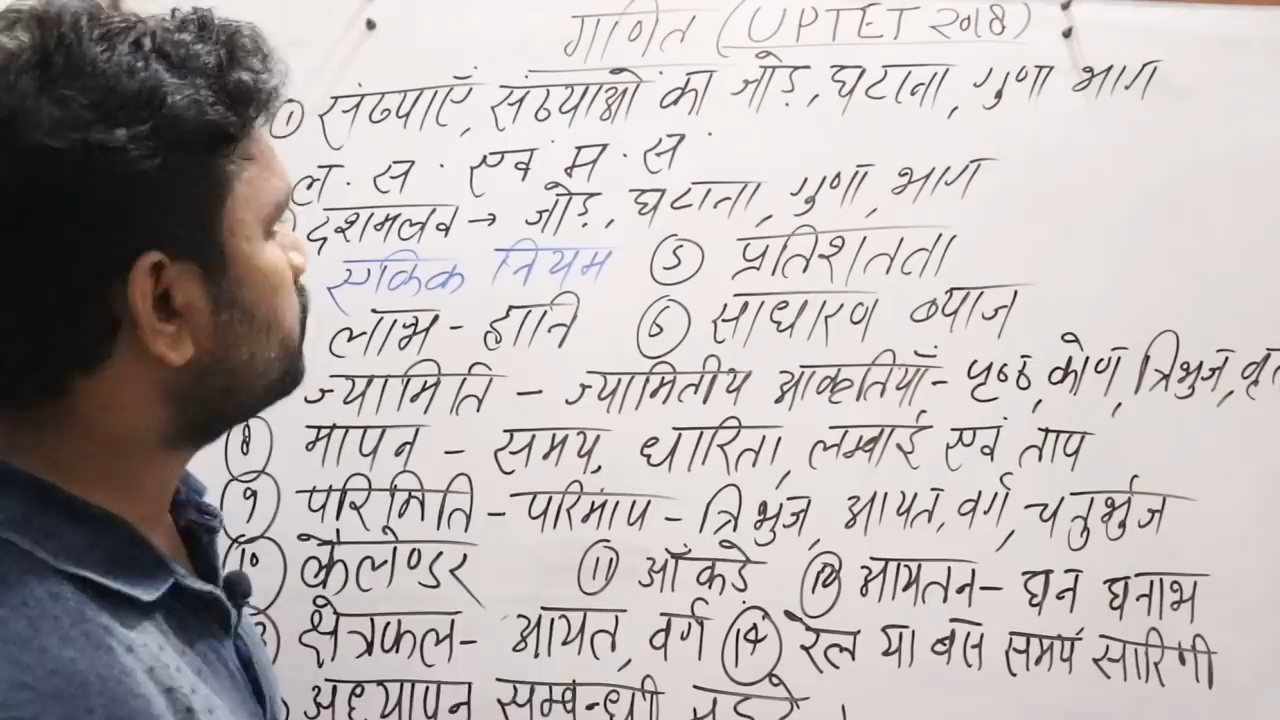 गणित (UPTET 2018)
① संख्याएँ, संख्याओं का जोड़, घटाना, गुणा भाग
ल. स. एवं म. स.
दशमलव → जोड़, घटाना, गुणा, भाग
एकिक नियम ⑤ प्रतिशतता
लाभ - हानि ⑥ साधारण ब्याज
ज्यामिति - ज्यामितीय आकृतियाँ - पृष्ठ, कोण, त्रिभुज,
⑧ मापन - समय, धारिता, लम्बाई एवं ताप
⑨ परिमिति - परिमाप - त्रिभुज, आयत, वर्ग, चतुर्भुज
⑩ कैलेण्डर ⑪ आँकड़े ⑫ आयतन - घन घनाभ
क्षेत्रफल - आयत, वर्ग ⑭ रेल या बस समय सारिणी
अध्यापन सम्बन्धी